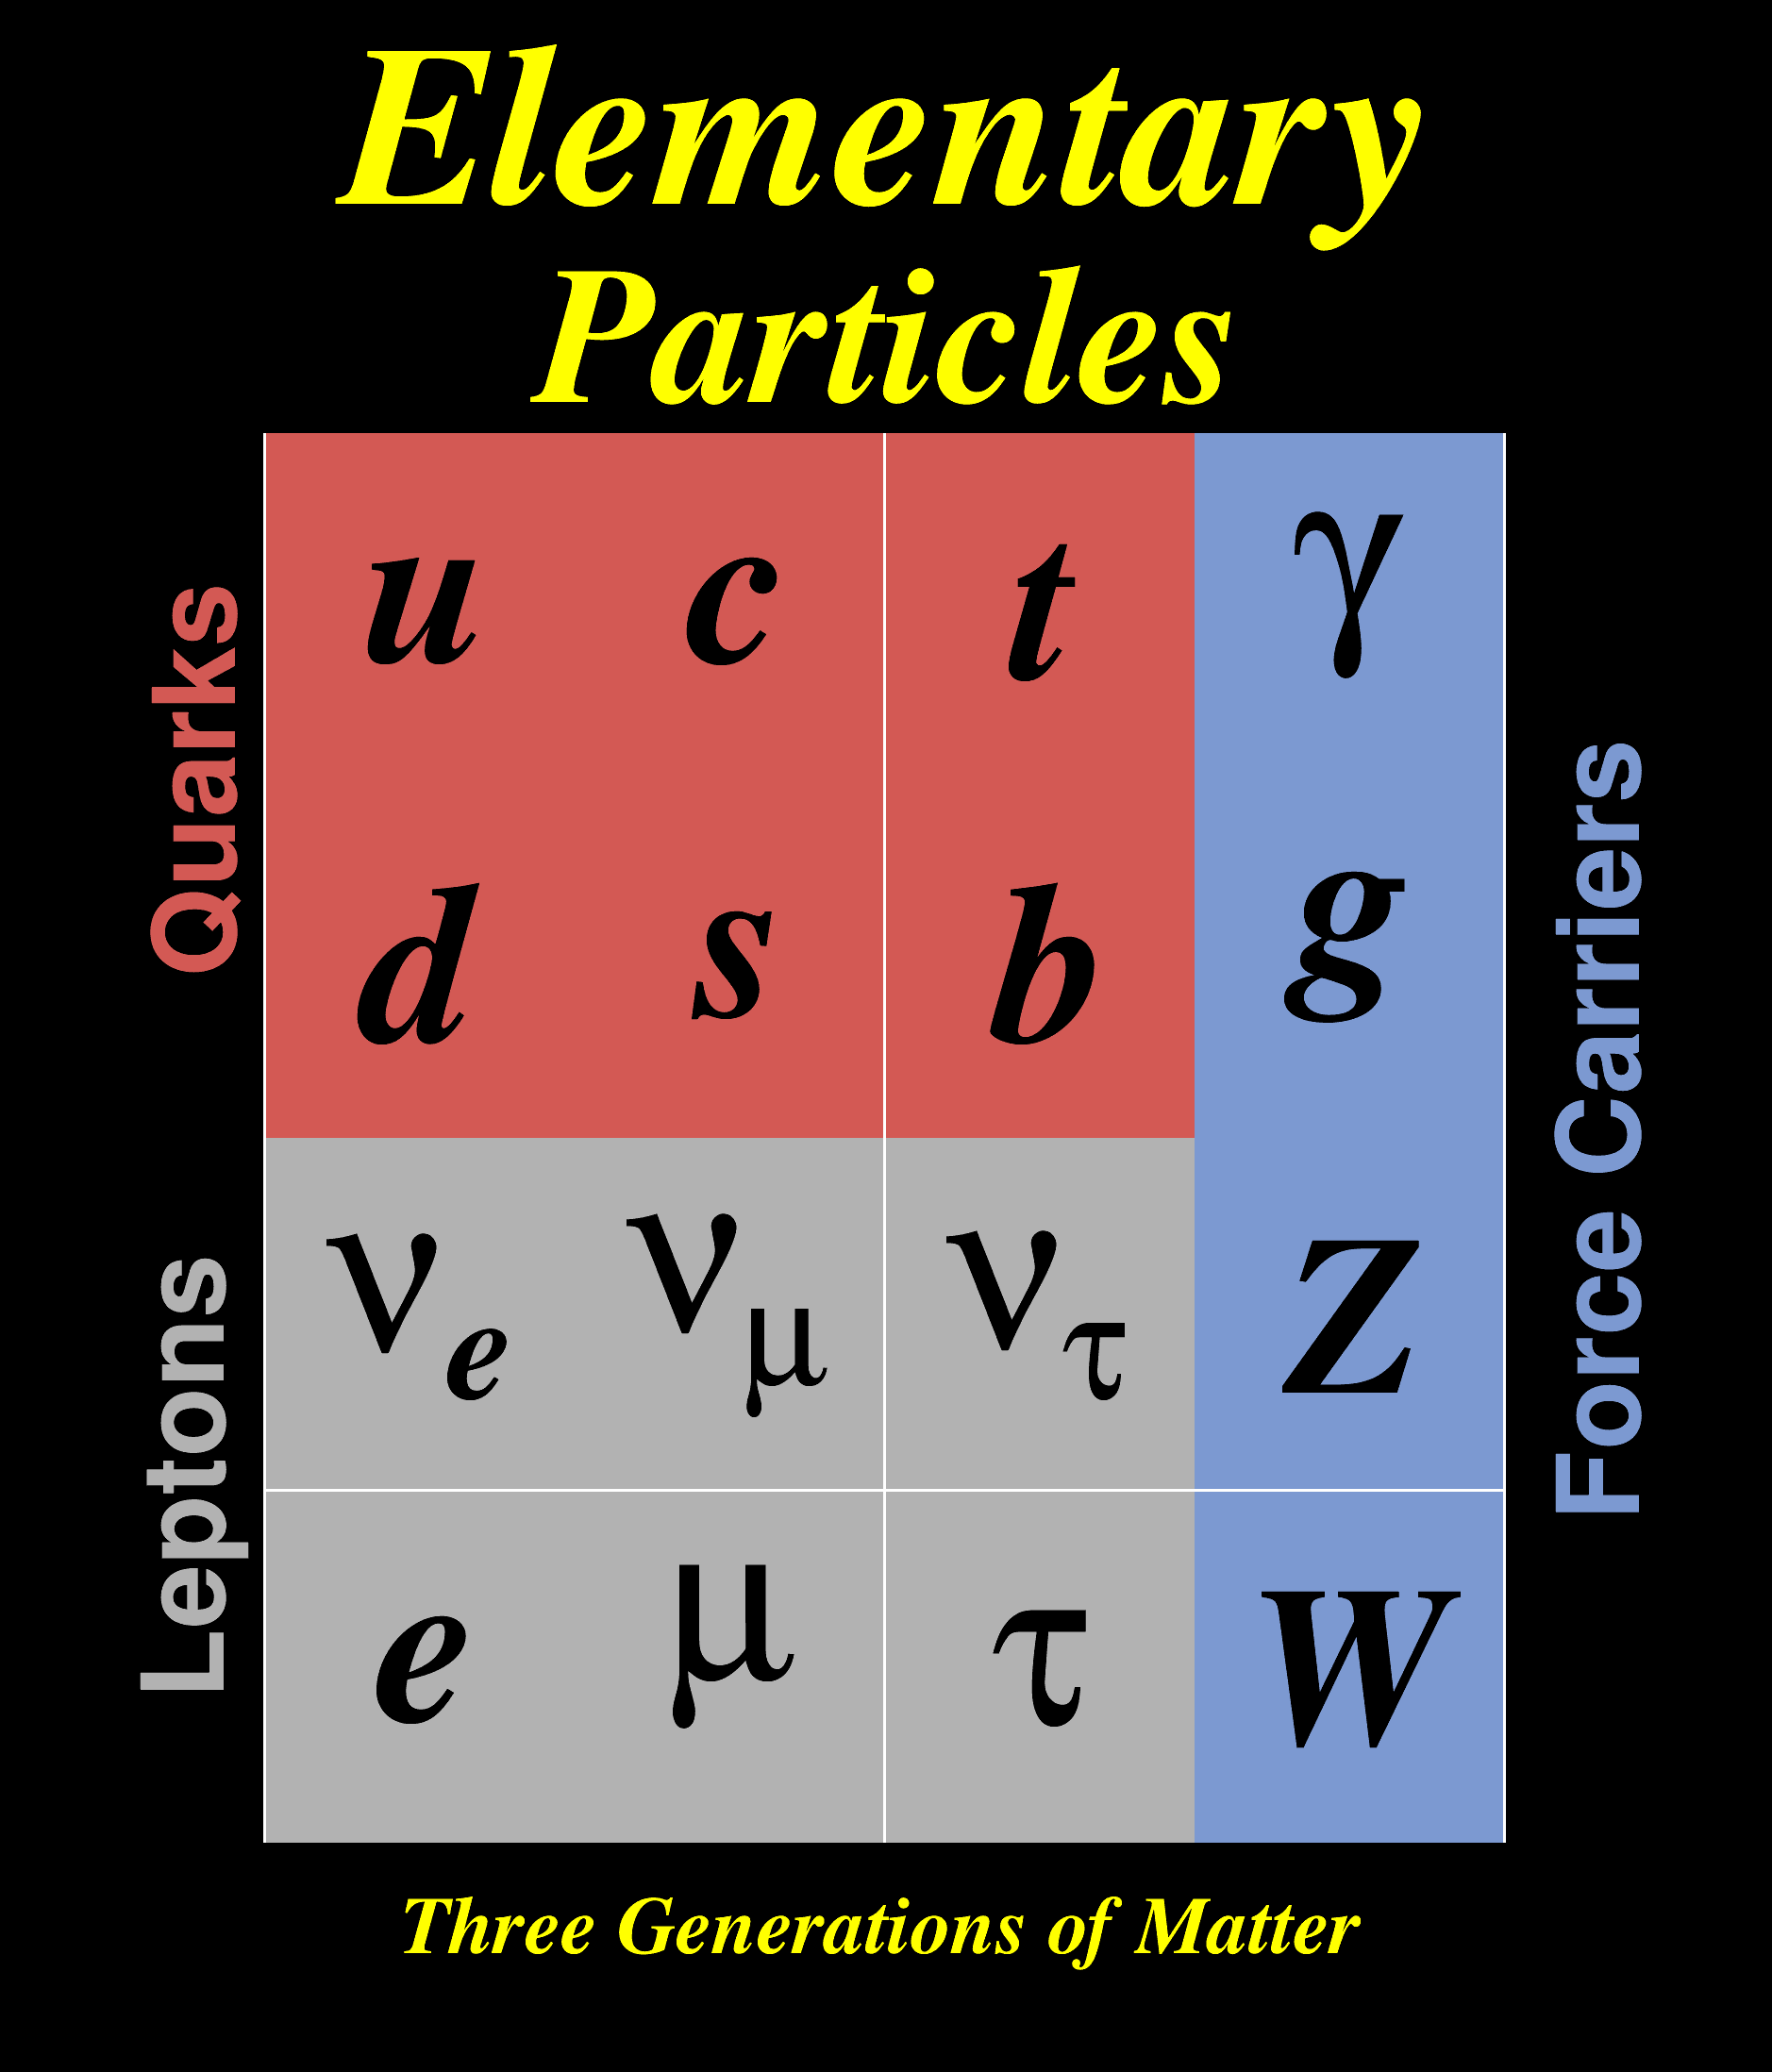 Elementary
Particles
Quarks
Leptons
Force Carriers
u c t γ
d s b g
νe νμ ντ Z
e μ τ W
Three Generations of Matter